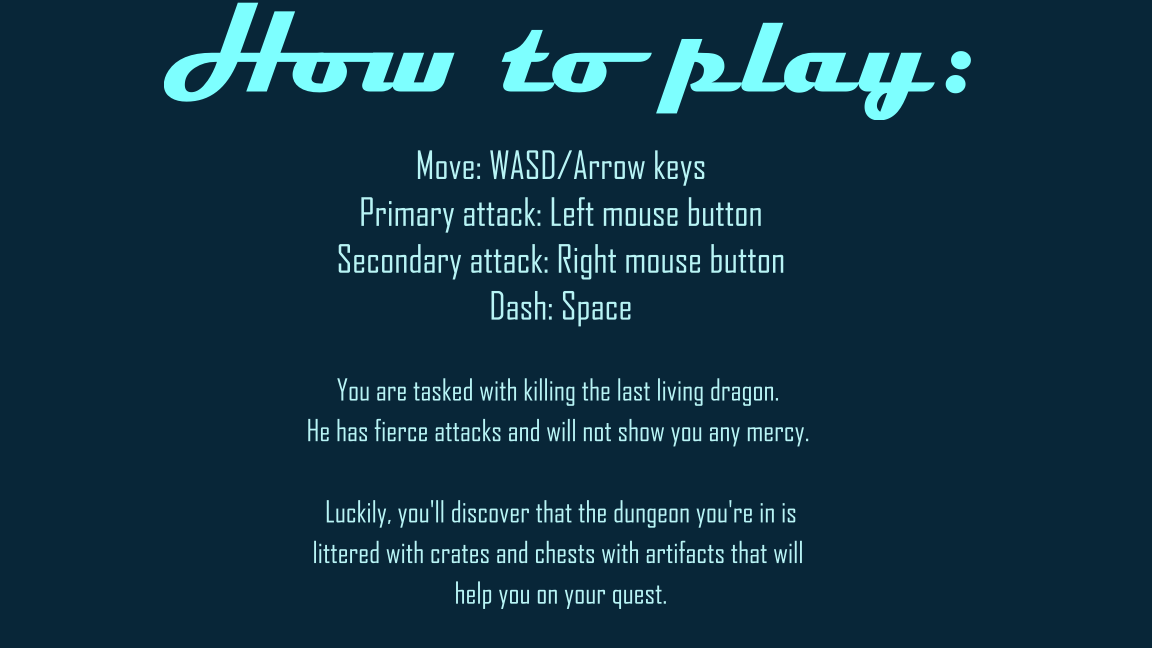 How to play:
Move: WASD/Arrow keys
Primary attack: Left mouse button
Secondary attack: Right mouse button
Dash: Space
You are tasked with killing the last living dragon.
He has fierce attacks and will not show you any mercy.
Luckily, you'll discover that the dungeon you're in is
littered with crates and chests with artifacts that will
help you on your quest.